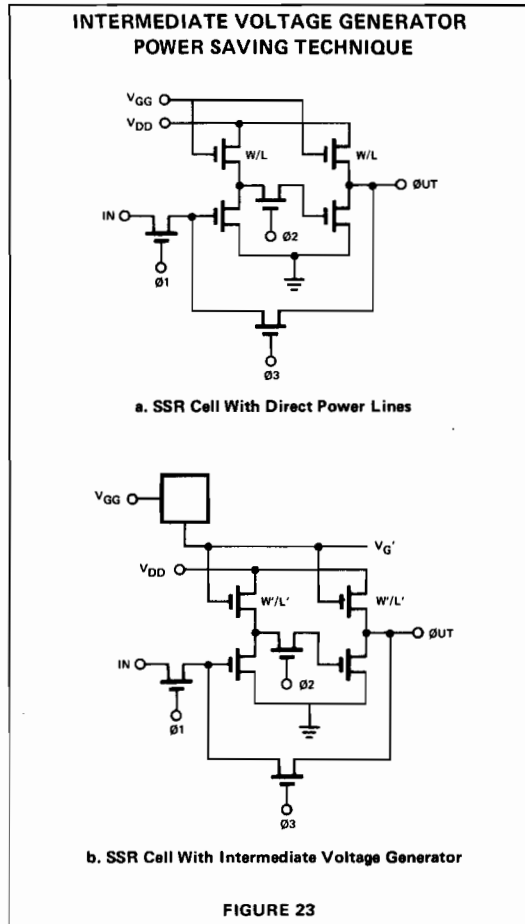 INTERMEDIATE VOLTAGE GENERATOR
POWER SAVING TECHNIQUE
VGG
VDD
W/L W/L
ØUT
IN
Ø2
Ø1
Ø3
a. SSR Cell With Direct Power Lines
VGG
VG'
VDD
W'/L' W'/L'
ØUT
IN
Ø2
Ø1
Ø3
b. SSR Cell With Intermediate Voltage Generator
FIGURE 23